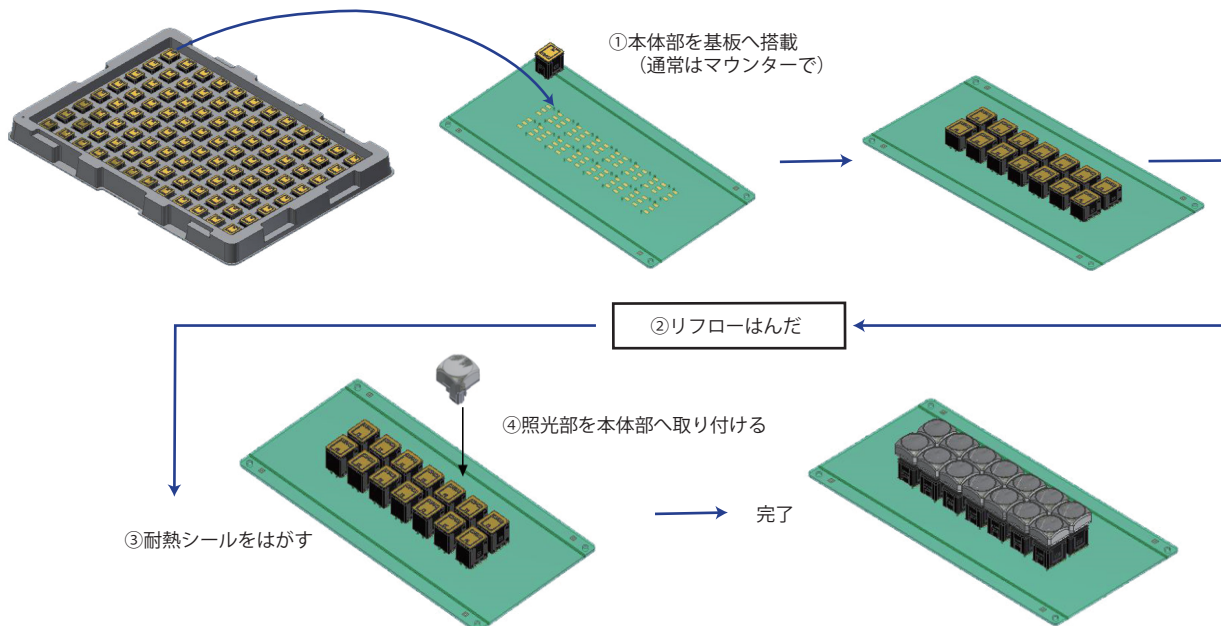 ①本体部を基板へ搭載
（通常はマウンターで）
②リフローはんだ
④照光部を本体部へ取り付ける
③耐熱シールをはがす
完了